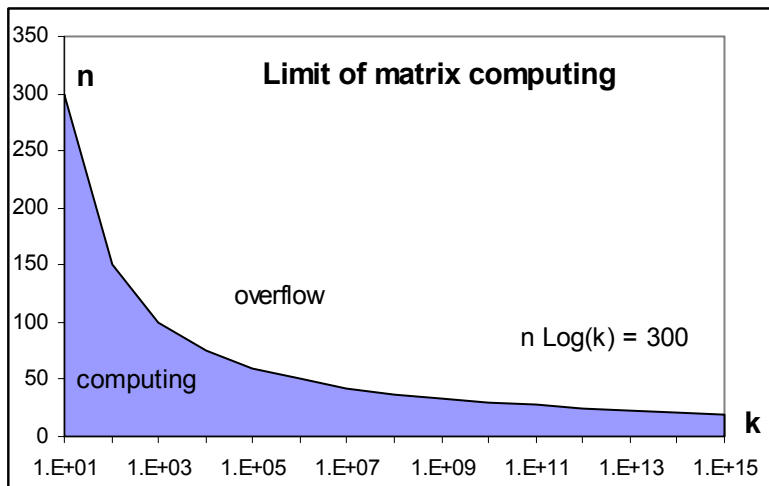 Limit of matrix computing
n
350
300
250
200
150
100
50
0
overflow
n Log(k) = 300
computing
k
1.E+01 1.E+03 1.E+05 1.E+07 1.E+09 1.E+11 1.E+13 1.E+15